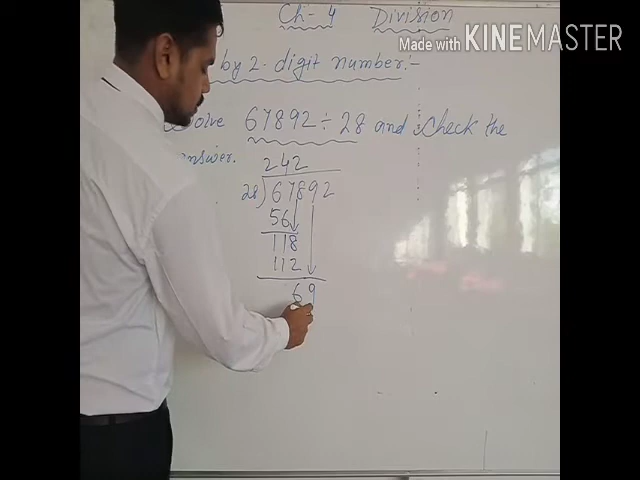 Ch-4 Division
Made with KINEMASTER
by 2-digit number:-
Solve 67892÷28 and check the
answer.
242
28)67892
56
118
112
69